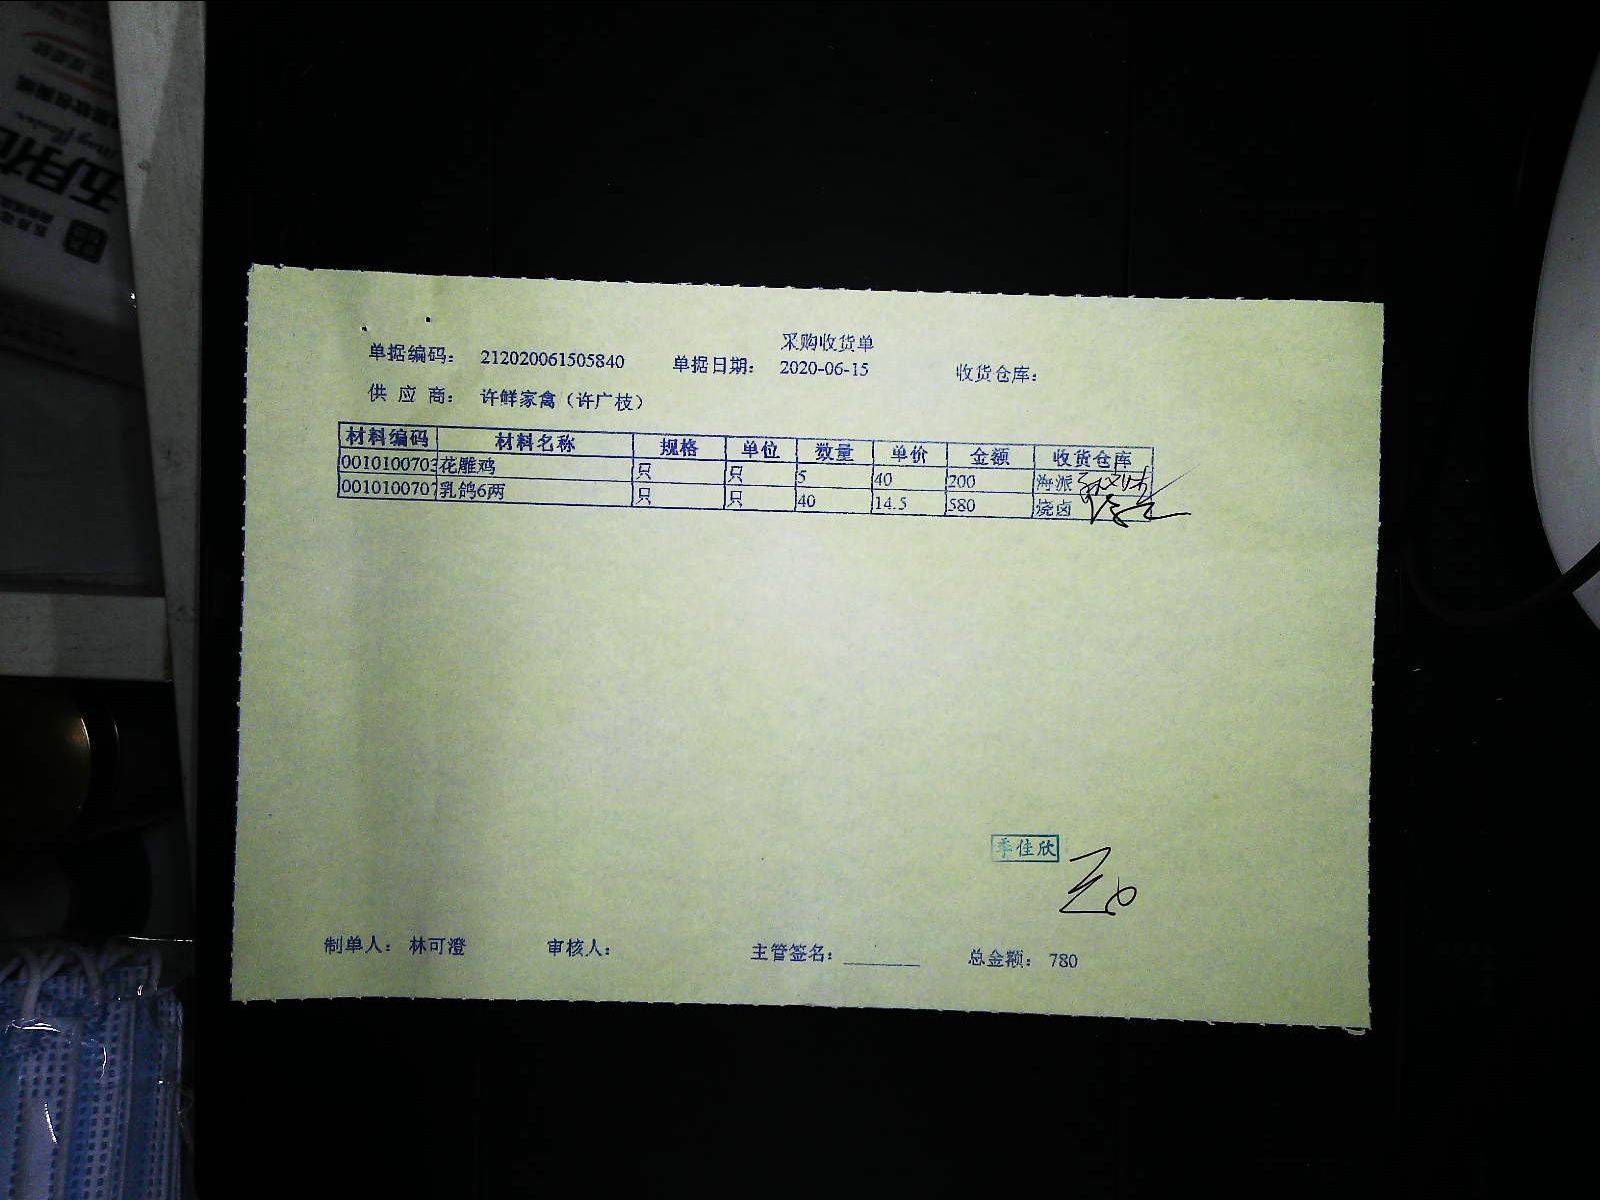 采购收货单
单据编码： 212020061505840 单据日期： 2020-06-15 收货仓库：
供 应 商： 许鲜家禽（许广枝）
材料编码 材料名称 规格 单位 数量 单价 金额 收货仓库
0010100703 花雕鸡 只 只 5 40 200 海派
0010100707 乳鸽6两 只 只 40 14.5 580 烧卤
季佳欣
制单人： 林可澄 审核人： 主管签名： 总金额： 780
五月花